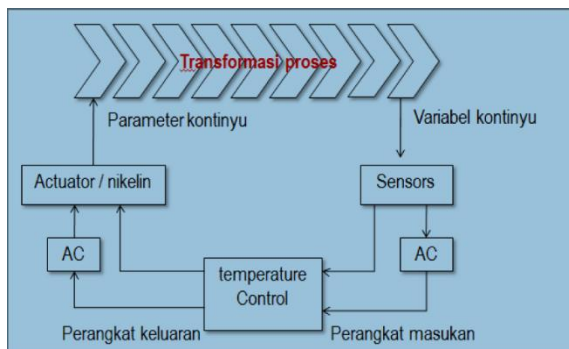 Transformasi proses
Parameter kontinyu
Variabel kontinyu
Actuator / nikelin
Sensors
AC
AC
temperature
Control
Perangkat keluaran
Perangkat masukan